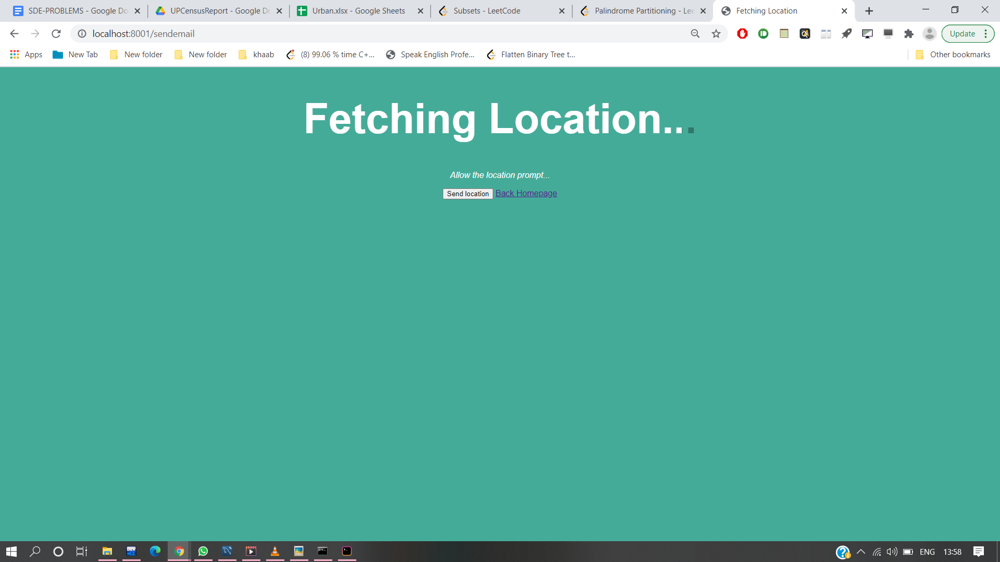 SDE-PROBLEMS - Google Do
UPCensusReport - Google Dr
Urban.xlsx - Google Sheets
Subsets - LeetCode
Palindrome Partitioning - Lee
Fetching Location
localhost:8001/sendemail
Update
Apps
New Tab
New folder
New folder
khaab
(8) 99.06 % time C+...
Speak English Profe...
Flatten Binary Tree t...
Other bookmarks
Fetching Location...
Allow the location prompt...
Send location Back Homepage
DEV
ENG
13:58